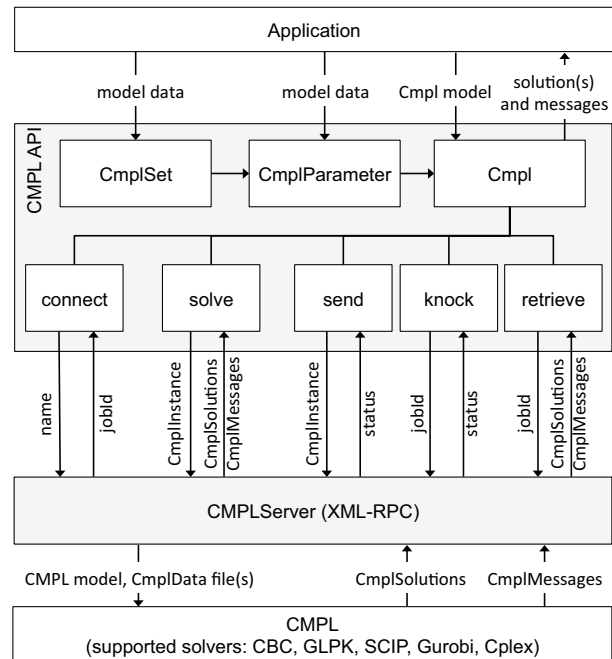 Application
model data
model data
Cmpl model
solution(s)
and messages
CMPL API
CmplSet
CmplParameter
Cmpl
connect
solve
send
knock
retrieve
name
jobId
CmplInstance
CmplSolutions
CmplMessages
CmplInstance
status
jobId
status
jobId
CmplSolutions
CmplMessages
CMPLServer (XML-RPC)
CMPL model, CmplData file(s)
CmplSolutions
CmplMessages
CMPL
(supported solvers: CBC, GLPK, SCIP, Gurobi, Cplex)